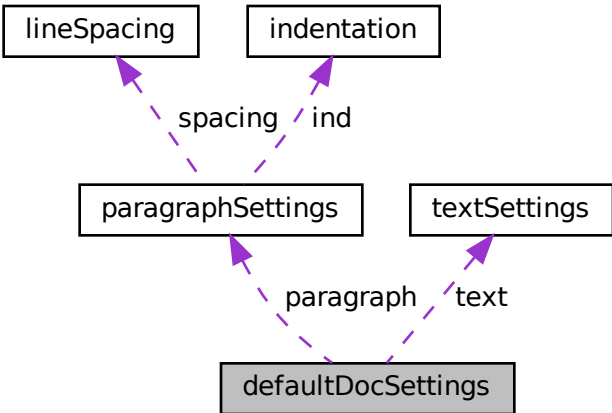 lineSpacing
indentation
spacing
ind
paragraphSettings
textSettings
paragraph
text
defaultDocSettings